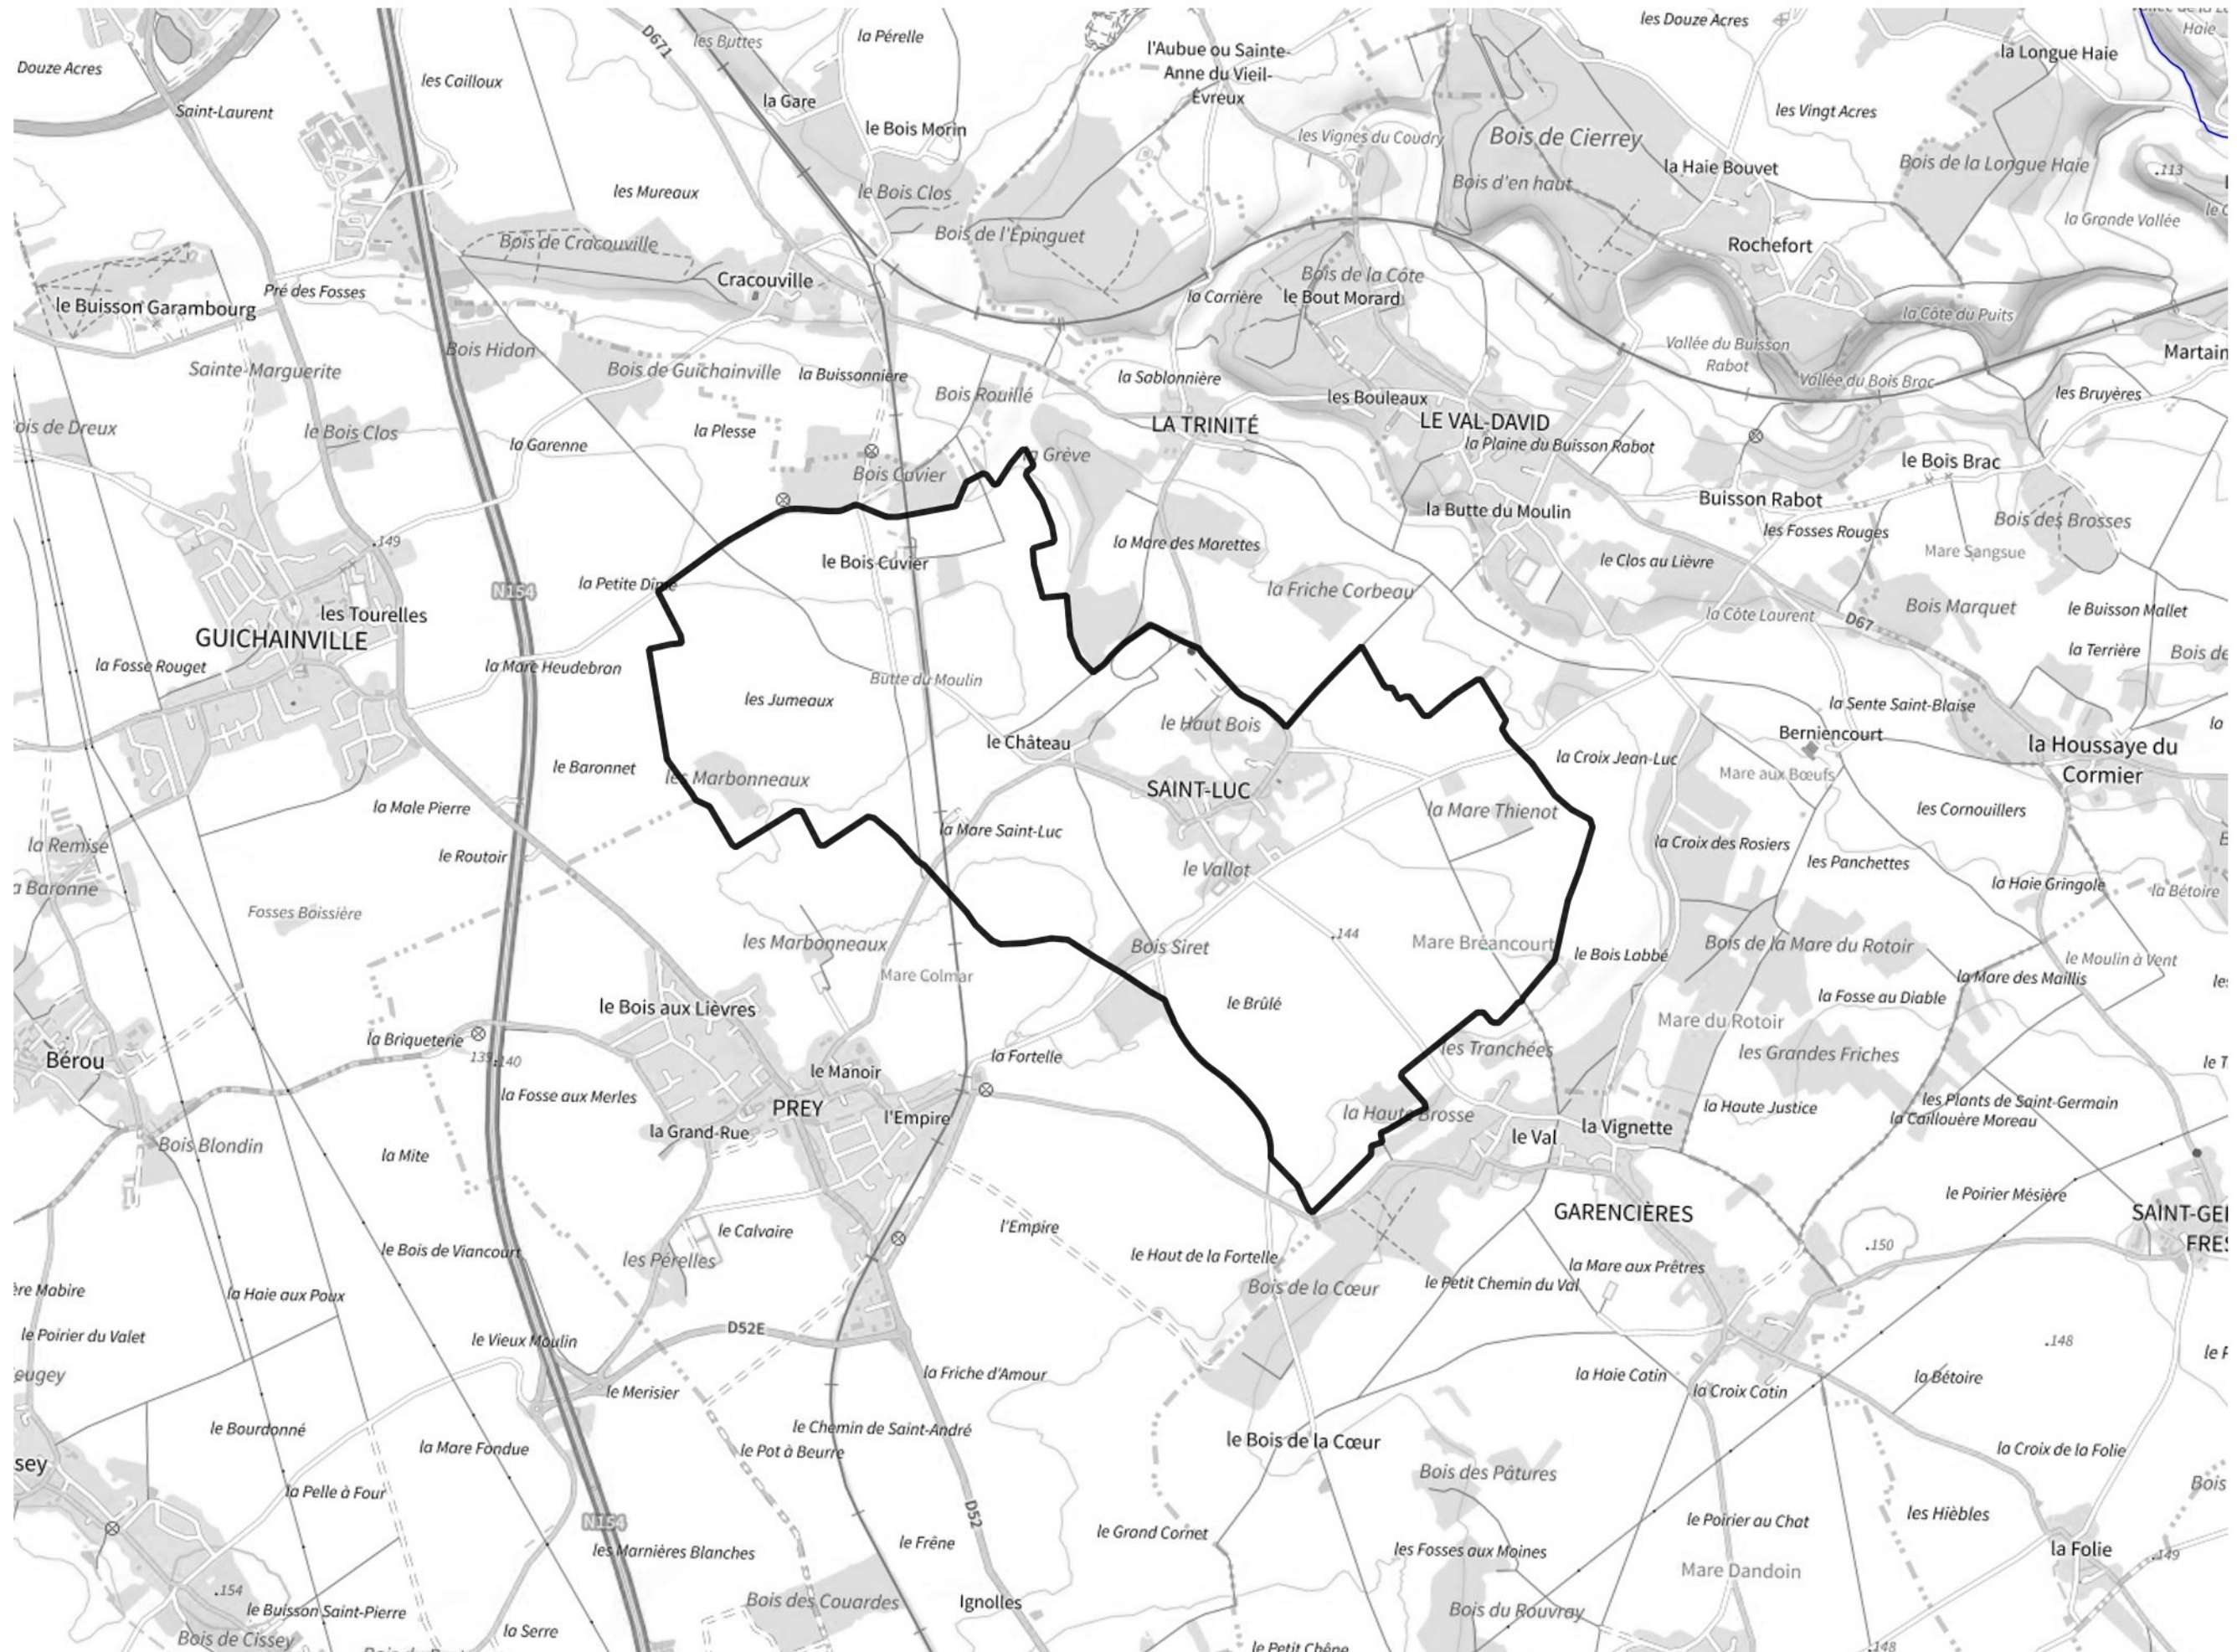 les Douze Acres
Haie
les Buttes
la Pérelle
D671
l'Aubue ou Sainte-
Anne du Vieil-
Évreux
la Longue Haie
Douze Acres
les Cailloux
la Gare
Saint-Laurent
les Vingt Acres
le Bois Morin
les Vignes du Coudry
Bois de Cierrey
la Haie Bouvet
Bois de la Longue Haie
.113
les Mureaux
le Bois Clos
Bois d'en haut
la Grande Vallée
Bois de Cracouville
Bois de l'Épinguet
Rochefort
Cracouville
Bois de la Côte
Pré des Fosses
la Carrière
le Bout Morard
le Buisson Garambourg
la Côte du Puits
Bois Hidon
Vallée du Buisson
Rabot
Martain
Sainte-Marguerite
Bois de Guichainville
la Buissonnière
la Sablonnière
Vallée du Bois Brac
Bois Rouillé
les Bruyères
les Bouleaux
LA TRINITÉ
LE VAL-DAVID
ois de Dreux
le Bois Clos
la Plesse
la Garenne
la Plaine du Buisson Rabot
la Grève
le Bois Brac
Bois Cuvier
Buisson Rabot
la Butte du Moulin
Bois des Brosses
les Fosses Rouges
.149
la Mare des Marettes
Mare Sangsue
le Bois Cuvier
le Clos au Lièvre
N154
la Petite Dîme
la Friche Corbeau
Bois Marquet
le Buisson Mallet
les Tourelles
la Côte Laurent
D67
GUICHAINVILLE
la Terrière
Bois de
la Fosse Rouget
la Mare Heudebran
Butte du Moulin
les Jumeaux
la Sente Saint-Blaise
le Haut Bois
la
Berniencourt
le Château
la Houssaye du
Cormier
la Croix Jean-Luc
le Baronnet
les Marbonneaux
Mare aux Bœufs
SAINT-LUC
la Male Pierre
la Mare Thienot
les Cornouillers
la Mare Saint-Luc
la Remise
la Croix des Rosiers
le Routoir
les Panchettes
le Vallot
a Baronne
la Haie Gringole
la Bétoire
Fosses Boissière
.144
les Marbonneaux
Bois Siret
Mare Bréancourt
Bois de la Mare du Rotoir
le Bois Labbé
le Moulin à Vent
Mare Colmar
la Mare des Maillis
les
la Fosse au Diable
le Brûlé
le Bois aux Lièvres
Mare du Rotoir
la Briqueterie
les Tranchées
les Grandes Friches
la Fortelle
Bérou
139
.140
le T
le Manoir
la Fosse aux Merles
les Plants de Saint-Germain
PREY
la Haute Justice
l'Empire
la Haute Brosse
la Caillouère Moreau
la Grand-Rue
le Val
la Vignette
Bois Blondin
la Mite
le Poirier Mésière
SAINT-GE
FRES
GARENCIÈRES
l'Empire
le Calvaire
.150
le Bois de Viancourt
les Pérelles
le Haut de la Fortelle
la Mare aux Prêtres
le Petit Chemin du Val
Bois de la Cœur
ère Mabire
la Haie aux Poux
D52E
le Poirier du Valet
le Vieux Moulin
.148
le P
eugey
la Friche d'Amour
la Haie Catin
la Bétoire
le Merisier
la Croix Catin
le Bourdonné
le Chemin de Saint-André
le Bois de la Cœur
la Mare Fondue
le Pot à Beurre
la Croix de la Folie
sey
Bois des Pâtures
Bois
la Pelle à Four
D52
les Hièbles
N154
le Poirier au Chat
le Grand Cornet
le Frêne
les Marnières Blanches
les Fosses aux Moines
la Folie
.149
Mare Dandoin
.154
Bois des Couardes
Ignolles
le Buisson Saint-Pierre
Bois du Rouvray
la Serre
Bois de Cissey
le Petit Chêne
.148